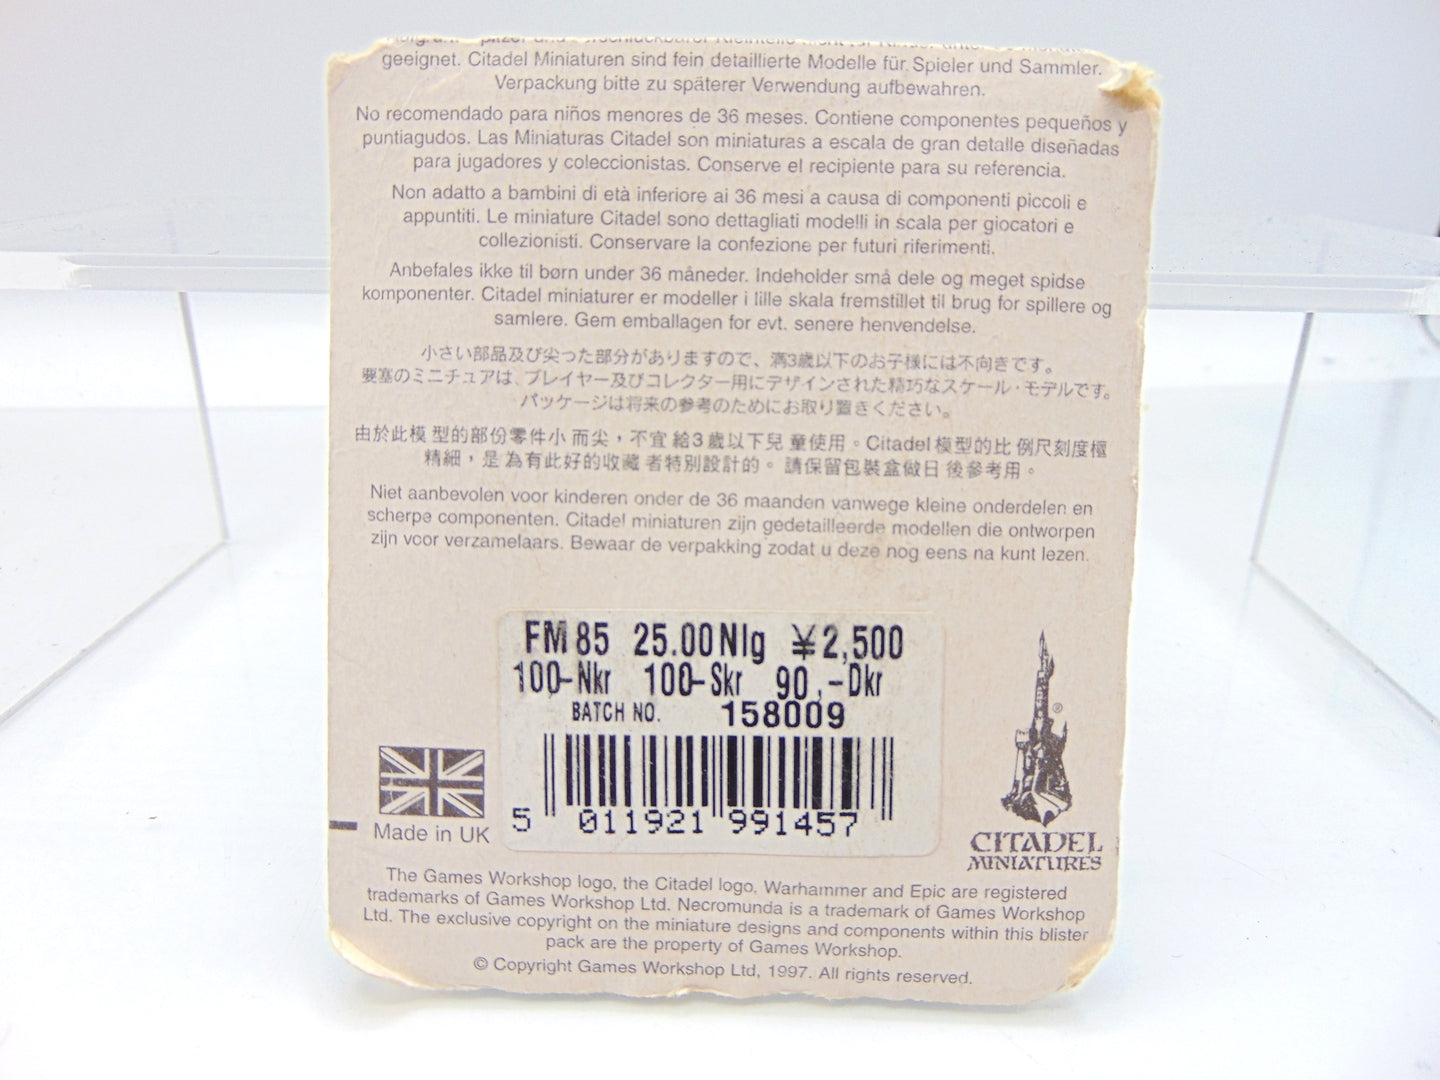 geeignet. Citadel Miniaturen sind fein detaillierte Modelle für Spieler und Sammler.
Verpackung bitte zu späterer Verwendung aufbewahren.
No recomendado para niños menores de 36 meses. Contiene componentes pequeños y
puntiagudos. Las Miniaturas Citadel son miniaturas a escala de gran detalle diseñadas
para jugadores y coleccionistas. Conserve el recipiente para su referencia.
Non adatto a bambini di età inferiore ai 36 mesi a causa di componenti piccoli e
appuntiti. Le miniature Citadel sono dettagliati modelli in scala per giocatori e
collezionisti. Conservare la confezione per futuri riferimenti.
Anbefales ikke til børn under 36 måneder. Indeholder små dele og meget spidse
komponenter. Citadel miniaturer er modeller i lille skala fremstillet til brug for spillere og
samlere. Gem emballagen for evt. senere henvendelse.
小さい部品及び尖った部分がありますので、満3歳以下のお子様には不向きです。
要塞のミニチュアは、プレイヤー及びコレクター用にデザインされた精巧なスケール・モデルです。
パッケージは将来の参考のためにお取り置きください。
由於此模型的部份零件小而尖，不宜給3歲以下兒童使用。Citadel模型的比例尺刻度極
精細，是為有此好的收藏者特別設計的。請保留包裝盒做日後參考用。
Niet aanbevolen voor kinderen onder de 36 maanden vanwege kleine onderdelen en
scherpe componenten. Citadel miniaturen zijn gedetailleerde modellen die ontworpen
zijn voor verzamelaars. Bewaar de verpakking zodat u deze nog eens na kunt lezen.
FM85 25.00Nlg ¥2,500
100-Nkr 100-Skr 90,-Dkr
BATCH NO. 158009
5 011921 991457
Made in UK
®
CITADEL
MINIATURES
The Games Workshop logo, the Citadel logo, Warhammer and Epic are registered
trademarks of Games Workshop Ltd. Necromunda is a trademark of Games Workshop
Ltd. The exclusive copyright on the miniature designs and components within this blister
pack are the property of Games Workshop.
© Copyright Games Workshop Ltd, 1997. All rights reserved.